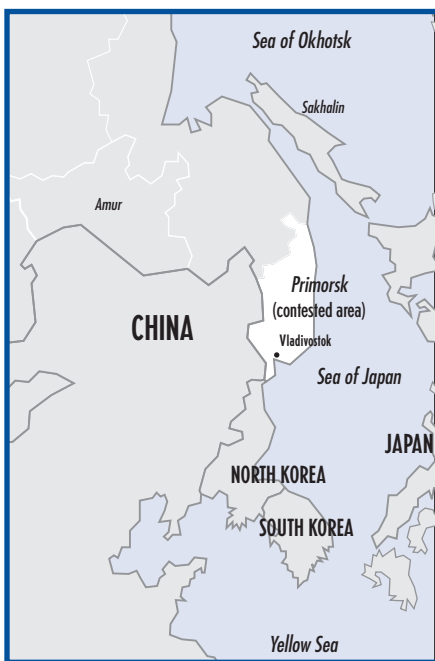 Sea of Okhotsk
Sakhalin
Amur
Primorsk
(contested area)
CHINA
Vladivostok
Sea of Japan
JAPAN
NORTH KOREA
SOUTH KOREA
Yellow Sea